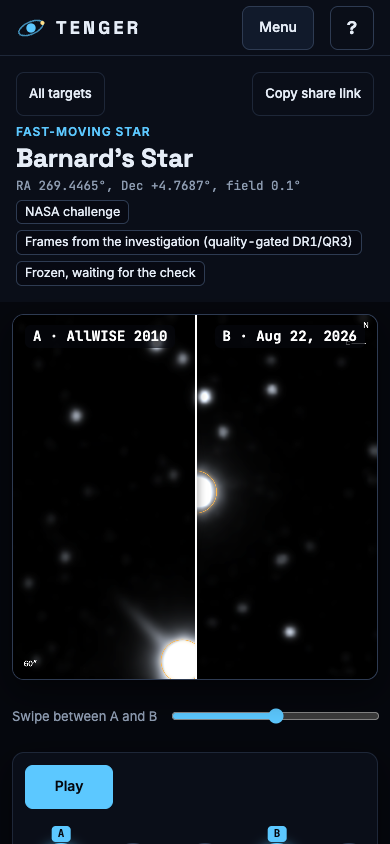 TENGER
Menu
?
All targets
Copy share link
FAST-MOVING STAR
Barnard's Star
RA 269.4465°, Dec +4.7687°, field 0.1°
NASA challenge
Frames from the investigation (quality-gated DR1/QR3)
Frozen, waiting for the check
A · AllWISE 2010
B · Aug 22, 2026
N
60"
Swipe between A and B
Play
A
B